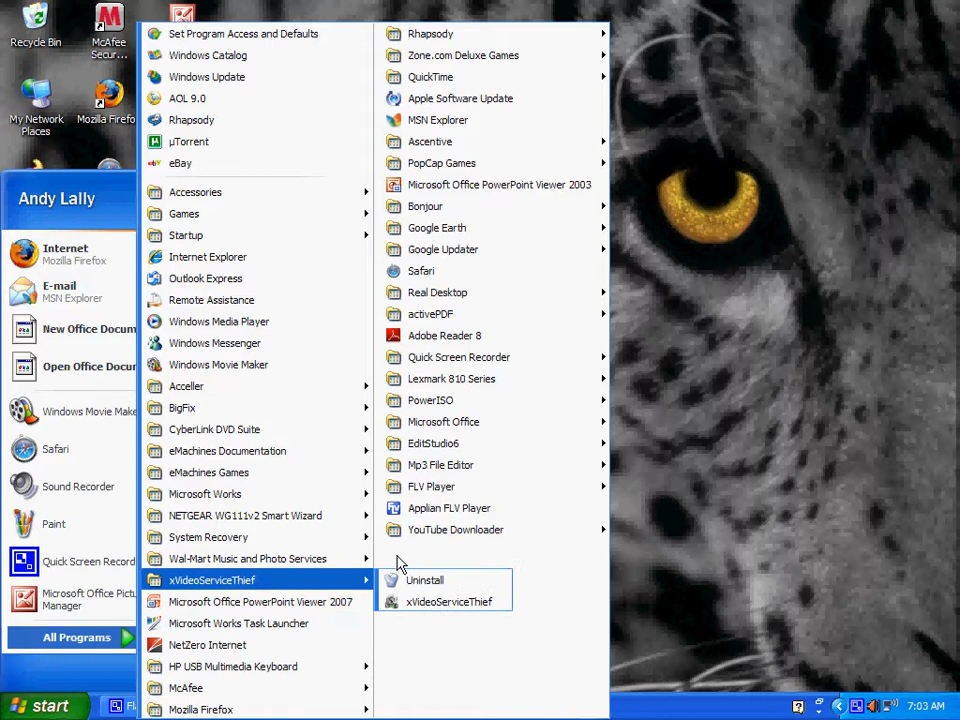 Recycle Bin
McAfee
Secur...
My Network
Places
Mozilla Firefo
Andy Lally
Internet
Mozilla Firefox
E-mail
MSN Explorer
New Office Docum
Open Office Docur
Windows Movie Make
Safari
Sound Recorder
Paint
Quick Screen Record
Microsoft Office Pictu
Manager
All Programs
Set Program Access and Defaults
Windows Catalog
Windows Update
AOL 9.0
Rhapsody
µTorrent
eBay
Accessories
Games
Startup
Internet Explorer
Outlook Express
Remote Assistance
Windows Media Player
Windows Messenger
Windows Movie Maker
Acceller
BigFix
CyberLink DVD Suite
eMachines Documentation
eMachines Games
Microsoft Works
NETGEAR WG111v2 Smart Wizard
System Recovery
Wal-Mart Music and Photo Services
xVideoServiceThief
Microsoft Office PowerPoint Viewer 2007
Microsoft Works Task Launcher
NetZero Internet
HP USB Multimedia Keyboard
McAfee
Mozilla Firefox
Rhapsody
Zone.com Deluxe Games
QuickTime
Apple Software Update
MSN Explorer
Ascentive
PopCap Games
Microsoft Office PowerPoint Viewer 2003
Bonjour
Google Earth
Google Updater
Safari
Real Desktop
activePDF
Adobe Reader 8
Quick Screen Recorder
Lexmark 810 Series
PowerISO
Microsoft Office
EditStudio6
Mp3 File Editor
FLV Player
Applian FLV Player
YouTube Downloader
Uninstall
xVideoServiceThief
start
7:03 AM